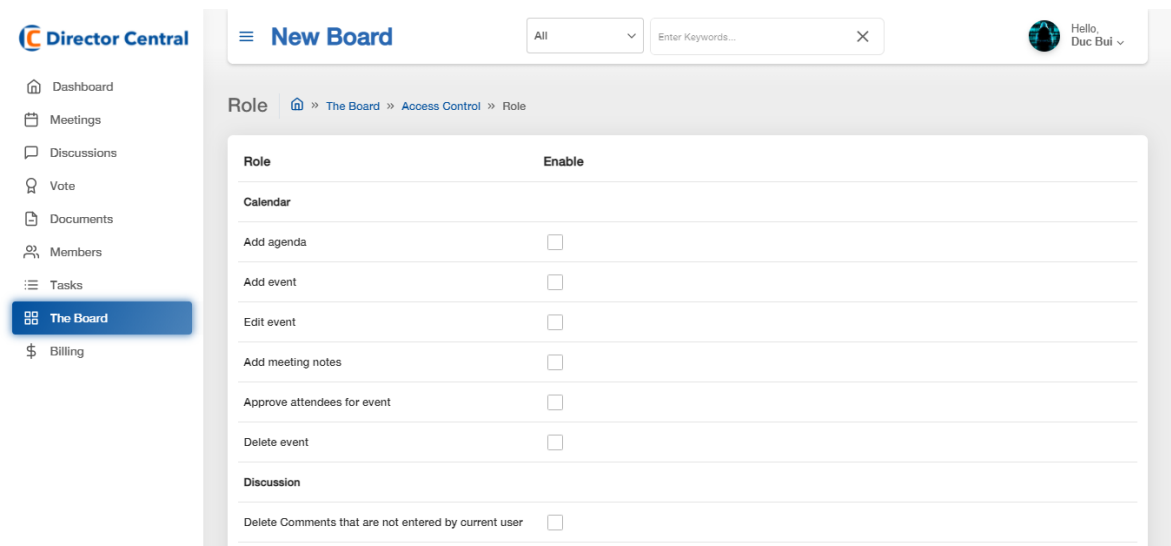 Director Central
Dashboard
Meetings
Discussions
Vote
Documents
Members
Tasks
The Board
Billing
New Board
All
Enter Keywords...
Hello,
Duc Bui
Role
» The Board » Access Control » Role
Role Enable
Calendar
Add agenda
Add event
Edit event
Add meeting notes
Approve attendees for event
Delete event
Discussion
Delete Comments that are not entered by current user